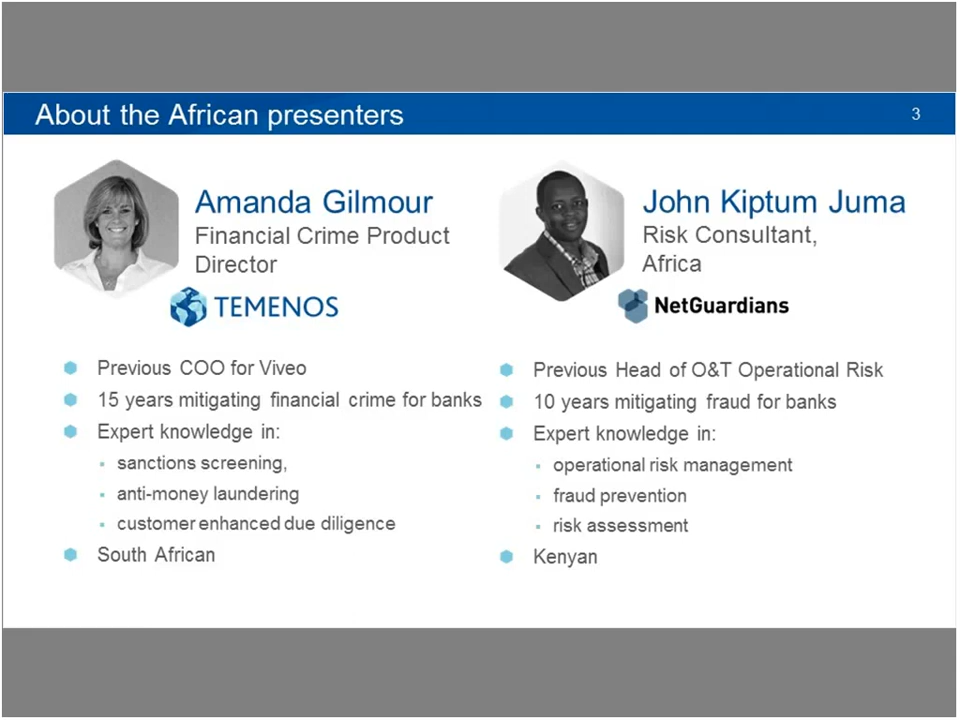 About the African presenters
3
Amanda Gilmour
Financial Crime Product
Director
TEMENOS
Previous COO for Viveo
15 years mitigating financial crime for banks
Expert knowledge in:
sanctions screening,
anti-money laundering
customer enhanced due diligence
South African
John Kiptum Juma
Risk Consultant,
Africa
NetGuardians
Previous Head of O&T Operational Risk
10 years mitigating fraud for banks
Expert knowledge in:
operational risk management
fraud prevention
risk assessment
Kenyan